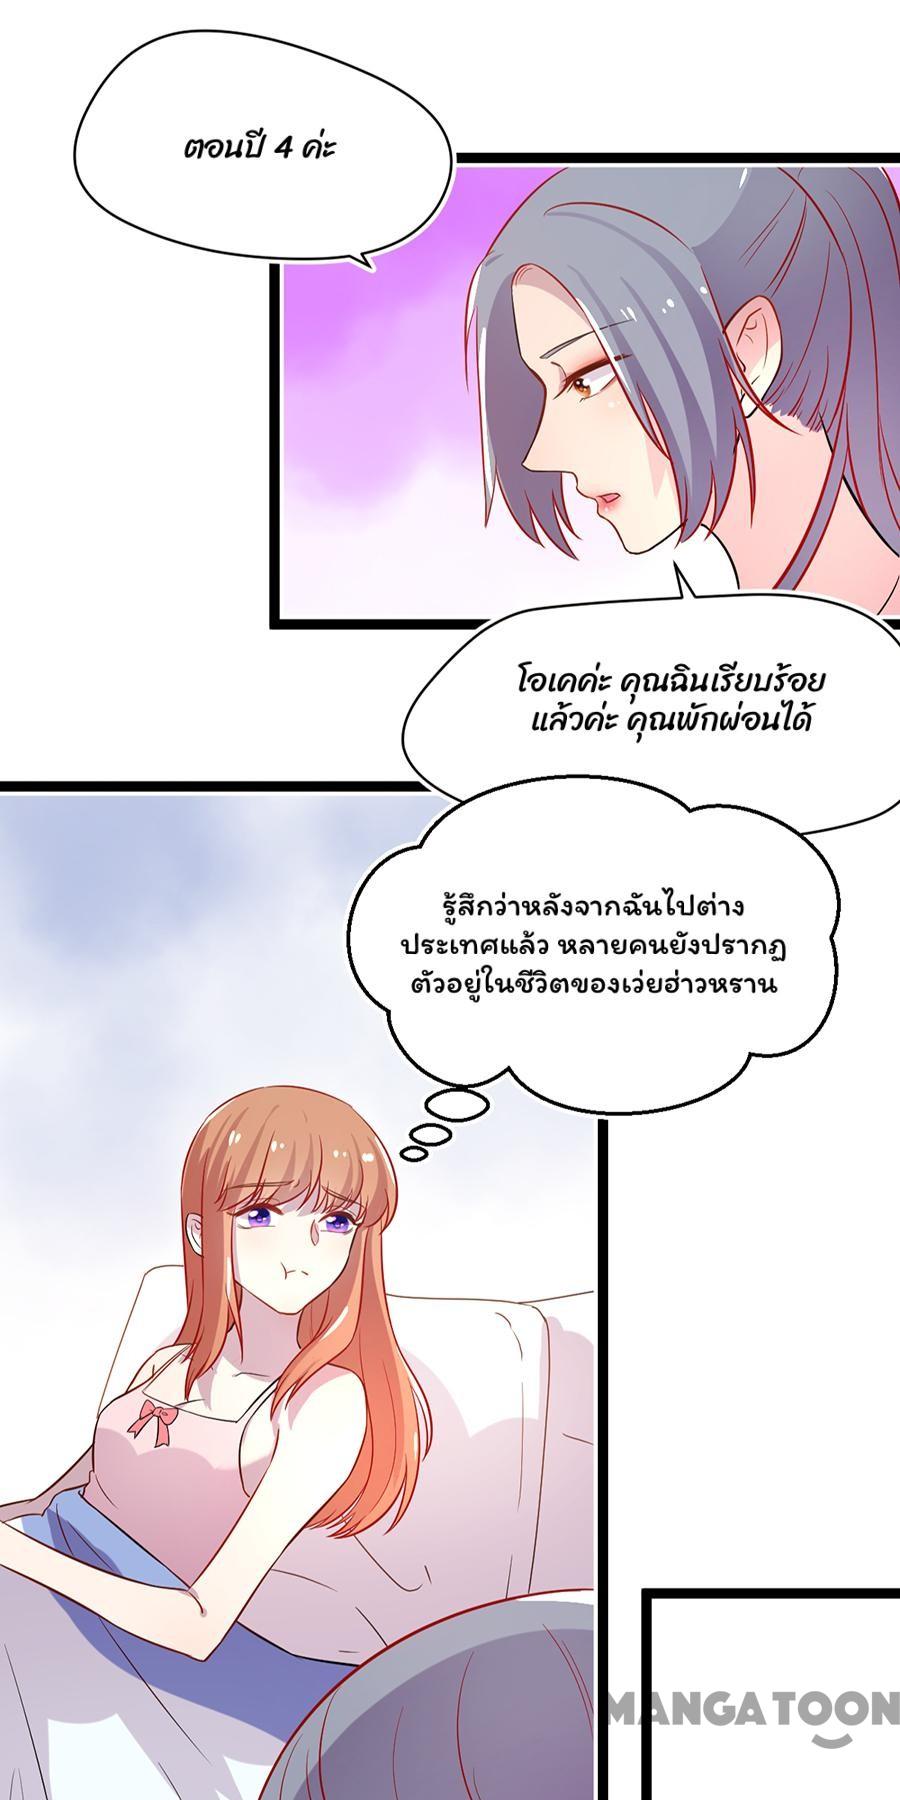 ตอนปี 4 ค่ะ
โอเคค่ะ คุณฉินเรียบร้อย
แล้วค่ะ คุณพักผ่อนได้
รู้สึกว่าหลังจากฉันไปต่าง
ประเทศแล้ว หลายคนยังปรากฏ
ตัวอยู่ในชีวิตของเว่ยฮ่าวหราน
MANGATOON